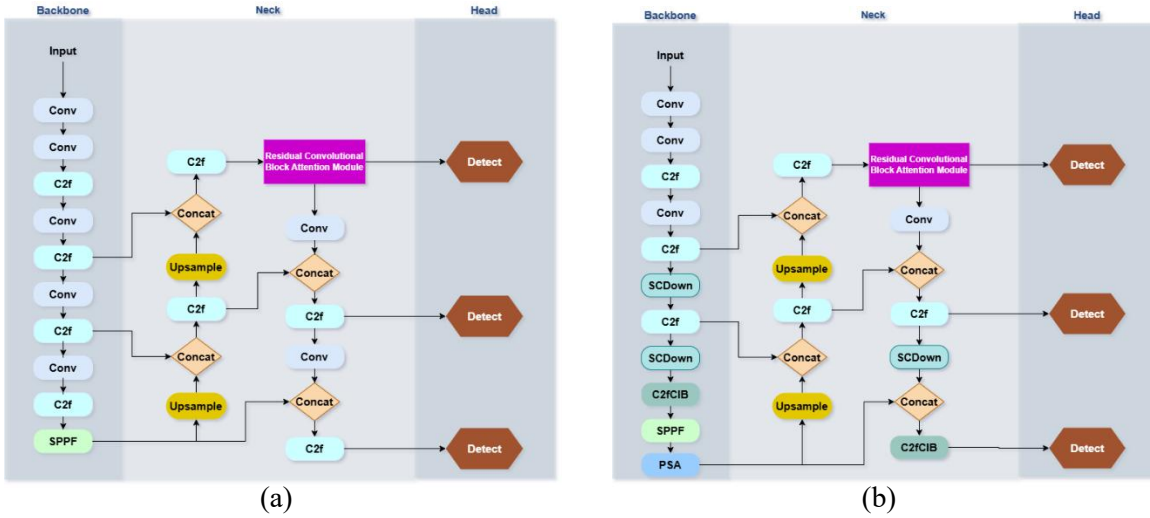 Backbone
Neck
Head
Input
Conv
Conv
C2f
Conv
C2f
Conv
C2f
Conv
C2f
SPPF
C2f
Concat
Upsample
C2f
Concat
Upsample
Residual Convolutional
Block Attention Module
Conv
Concat
C2f
Conv
Concat
C2f
Detect
Detect
Detect
(a)
Backbone
Neck
Head
Input
Conv
Conv
C2f
Conv
C2f
SCDown
C2f
SCDown
C2fCIB
SPPF
PSA
C2f
Concat
Upsample
C2f
Concat
Upsample
Residual Convolutional
Block Attention Module
Conv
Concat
C2f
SCDown
Concat
C2fCIB
Detect
Detect
Detect
(b)